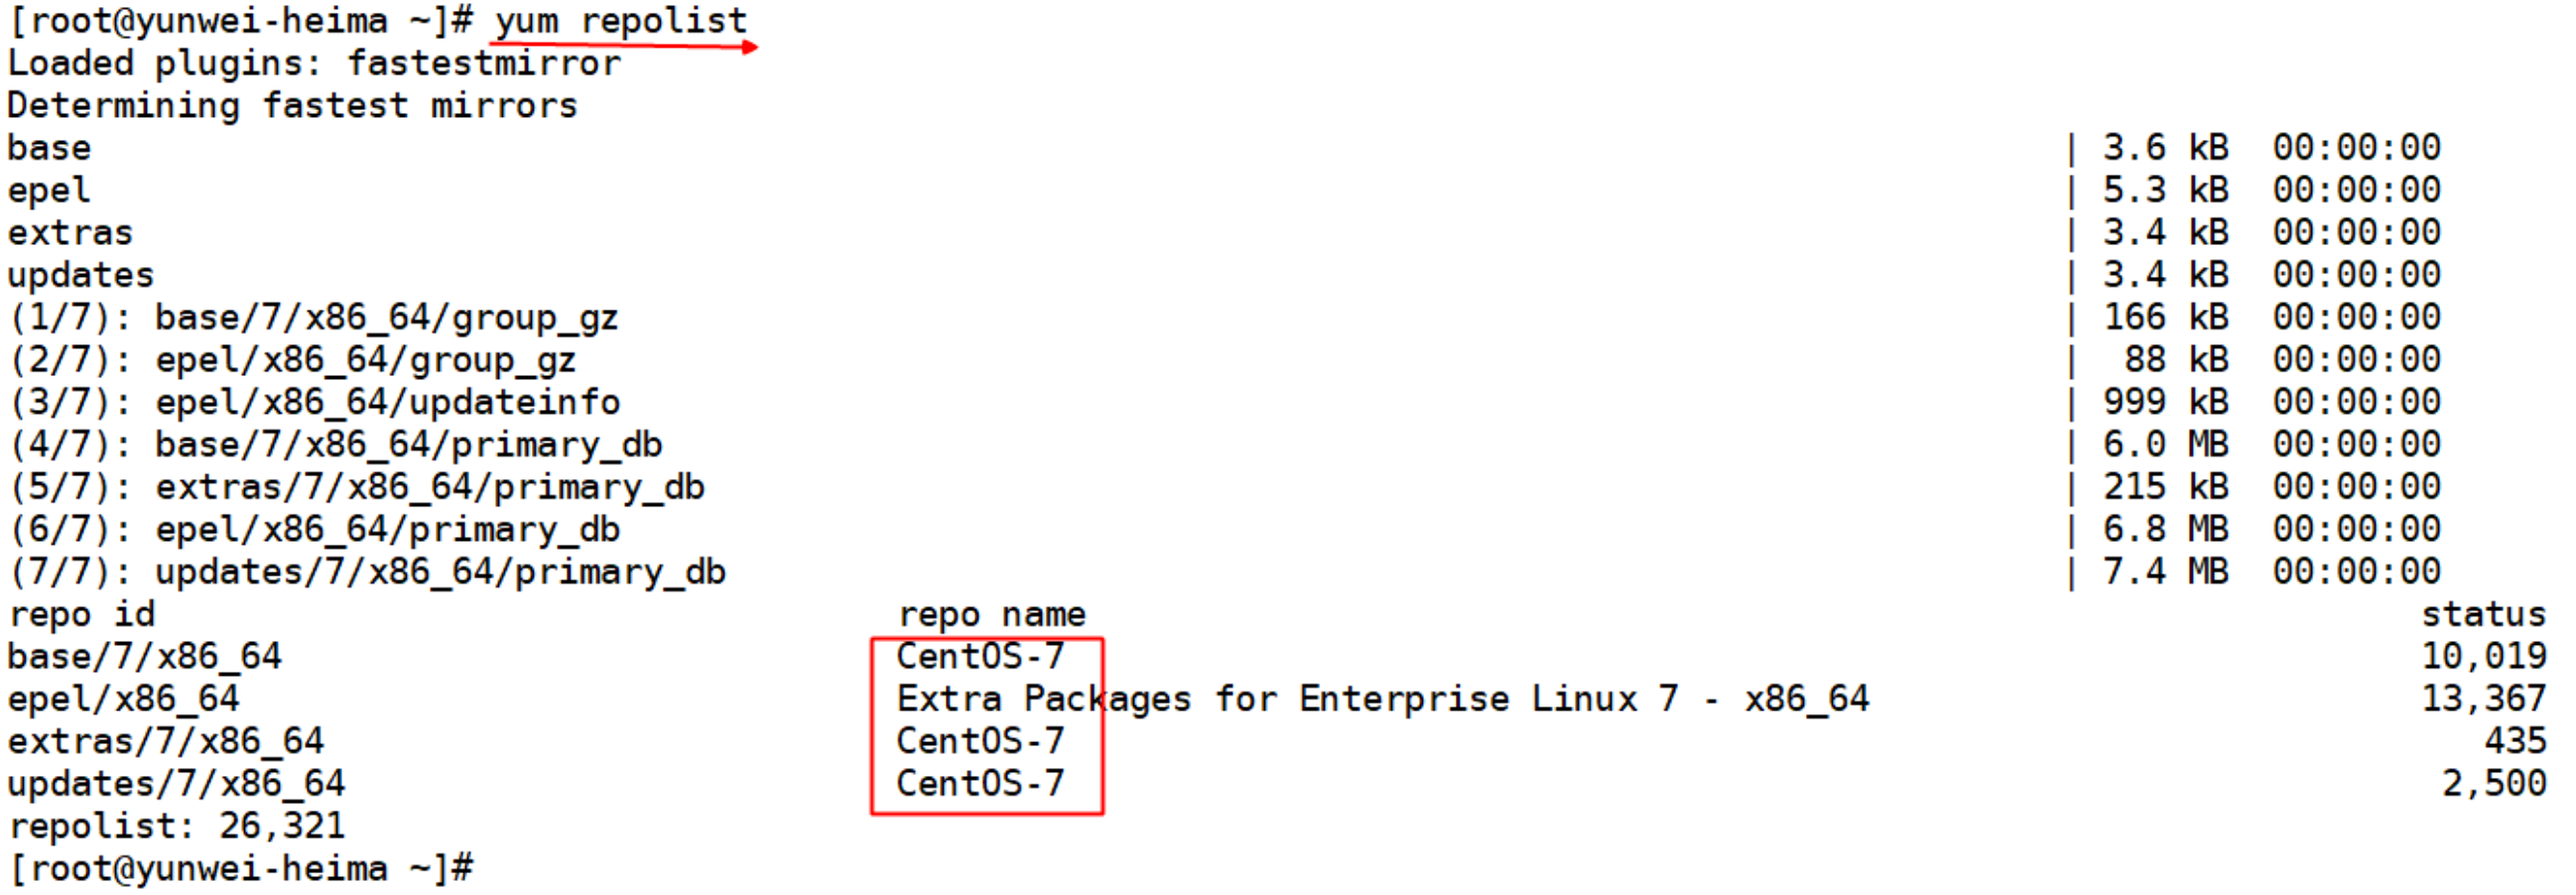 [root@yunwei-heima ~]# yum repolist
Loaded plugins: fastestmirror
Determining fastest mirrors
base | 3.6 kB 00:00:00
epel | 5.3 kB 00:00:00
extras | 3.4 kB 00:00:00
updates | 3.4 kB 00:00:00
(1/7): base/7/x86_64/group_gz | 166 kB 00:00:00
(2/7): epel/x86_64/group_gz | 88 kB 00:00:00
(3/7): epel/x86_64/updateinfo | 999 kB 00:00:00
(4/7): base/7/x86_64/primary_db | 6.0 MB 00:00:00
(5/7): extras/7/x86_64/primary_db | 215 kB 00:00:00
(6/7): epel/x86_64/primary_db | 6.8 MB 00:00:00
(7/7): updates/7/x86_64/primary_db | 7.4 MB 00:00:00
repo id repo name status
base/7/x86_64 CentOS-7 10,019
epel/x86_64 Extra Packages for Enterprise Linux 7 - x86_64 13,367
extras/7/x86_64 CentOS-7 435
updates/7/x86_64 CentOS-7 2,500
repolist: 26,321
[root@yunwei-heima ~]#